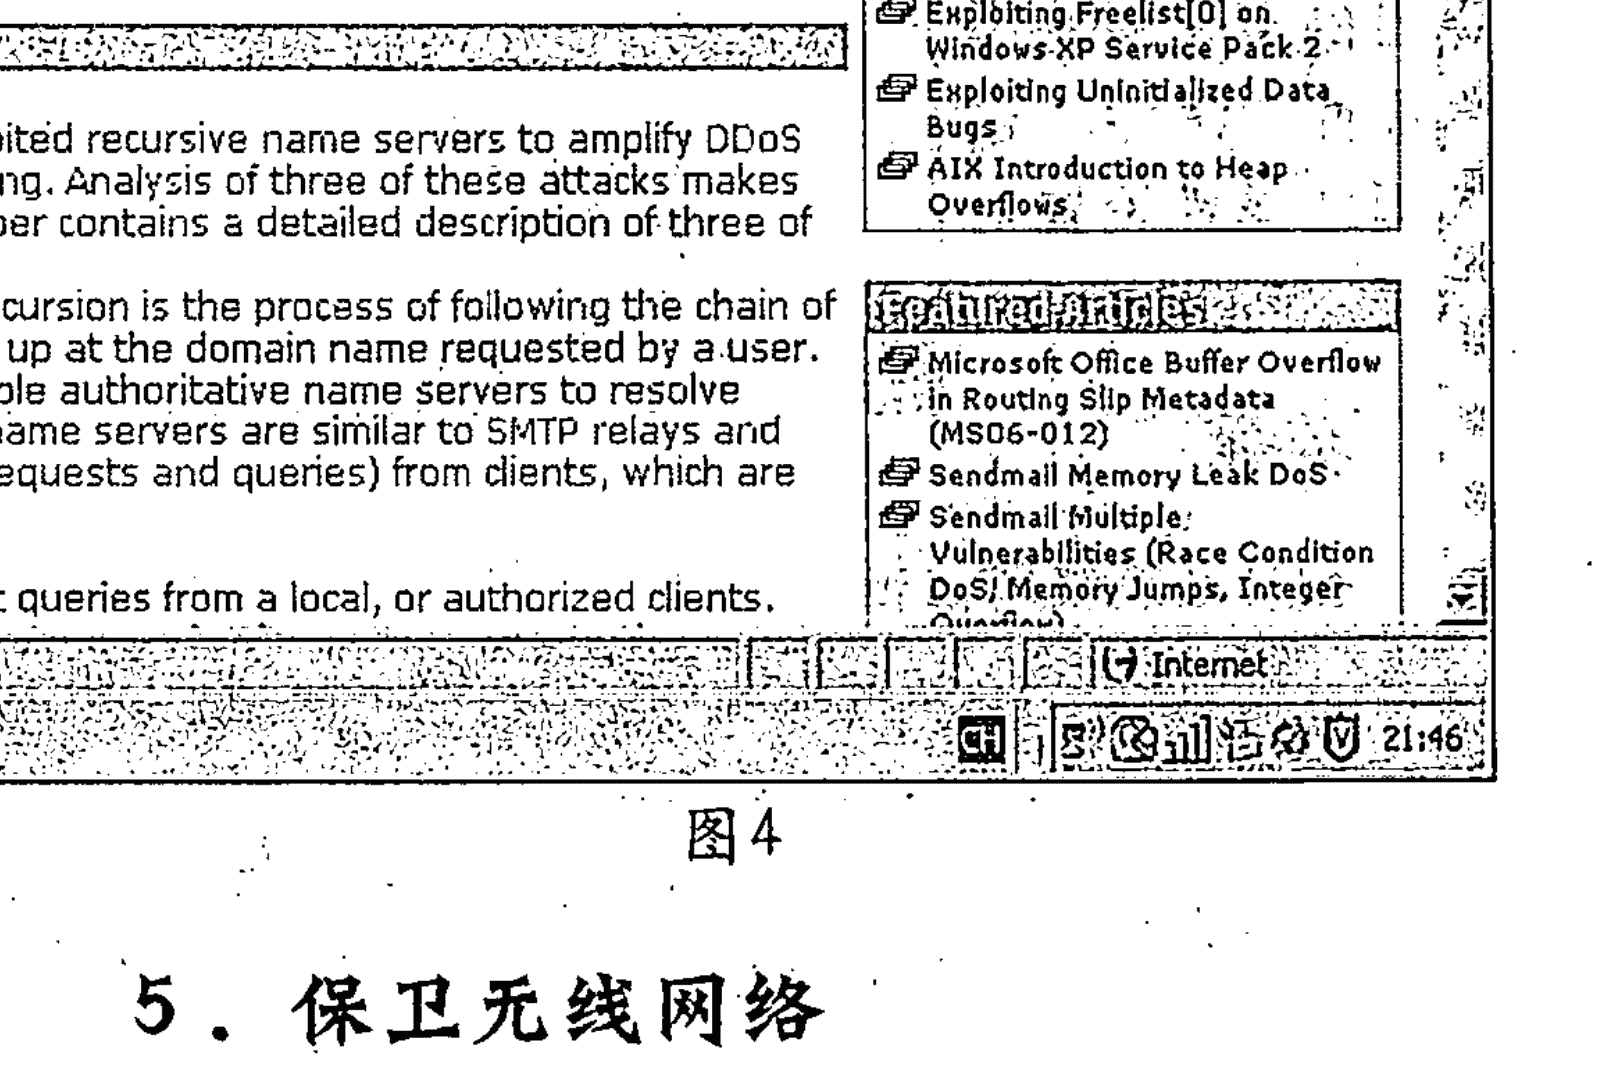 ited recursive name servers to amplify DDoS
ng. Analysis of three of these attacks makes
per contains a detailed description of three of
cursion is the process of following the chain of
up at the domain name requested by a user.
ble authoritative name servers to resolve
ame servers are similar to SMTP relays and
equests and queries) from clients, which are
queries from a local, or authorized clients.
Exploiting Freelist[0] on
Windows XP Service Pack 2
Exploiting Uninitialized Data
Bugs
AIX Introduction to Heap
Overflows
Featured Articles
Microsoft Office Buffer Overflow
in Routing Slip Metadata
(MS06-012)
Sendmail Memory Leak DoS
Sendmail Multiple
Vulnerabilities (Race Condition
DoS, Memory Jumps, Integer
Overflow)
Internet
CH
21:46
图4
5. 保卫无线网络